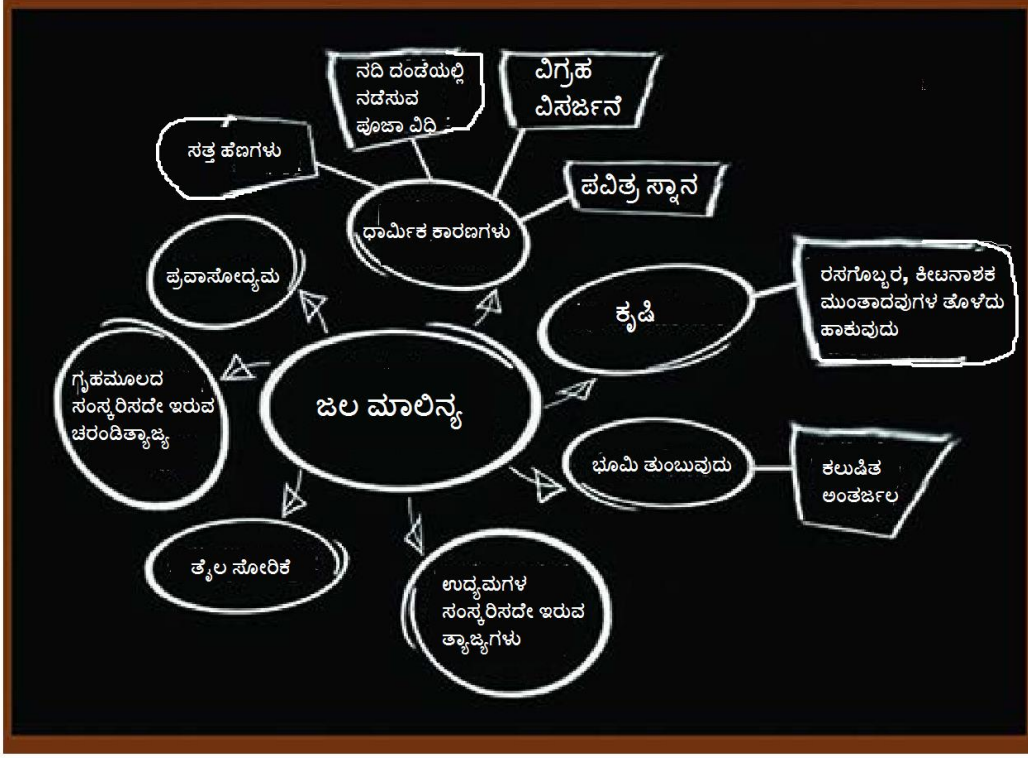 ನದಿ ದಂಡೆಯಲ್ಲಿ
ನಡೆಸುವ
ಪೂಜಾ ವಿಧಿ
ವಿಗ್ರಹ
ವಿಸರ್ಜನೆ
ಸತ್ತ ಹೆಣಗಳು
ಪವಿತ್ರ ಸ್ನಾನ
ಧಾರ್ಮಿಕ ಕಾರಣಗಳು
ಪ್ರವಾಸೋದ್ಯಮ
ರಸಗೊಬ್ಬರ, ಕೀಟನಾಶಕ
ಮುಂತಾದವುಗಳ ತೊಳೆದು
ಹಾಕುವುದು
ಕೃಷಿ
ಗೃಹಮೂಲದ
ಸಂಸ್ಕರಿಸದೇ ಇರುವ
ಚರಂಡಿತ್ಯಾಜ್ಯ
ಜಲ ಮಾಲಿನ್ಯ
ಭೂಮಿ ತುಂಬುವುದು
ಕಲುಷಿತ
ಅಂತರ್ಜಲ
ತೈಲ ಸೋರಿಕೆ
ಉದ್ಯಮಗಳ
ಸಂಸ್ಕರಿಸದೇ ಇರುವ
ತ್ಯಾಜ್ಯಗಳು